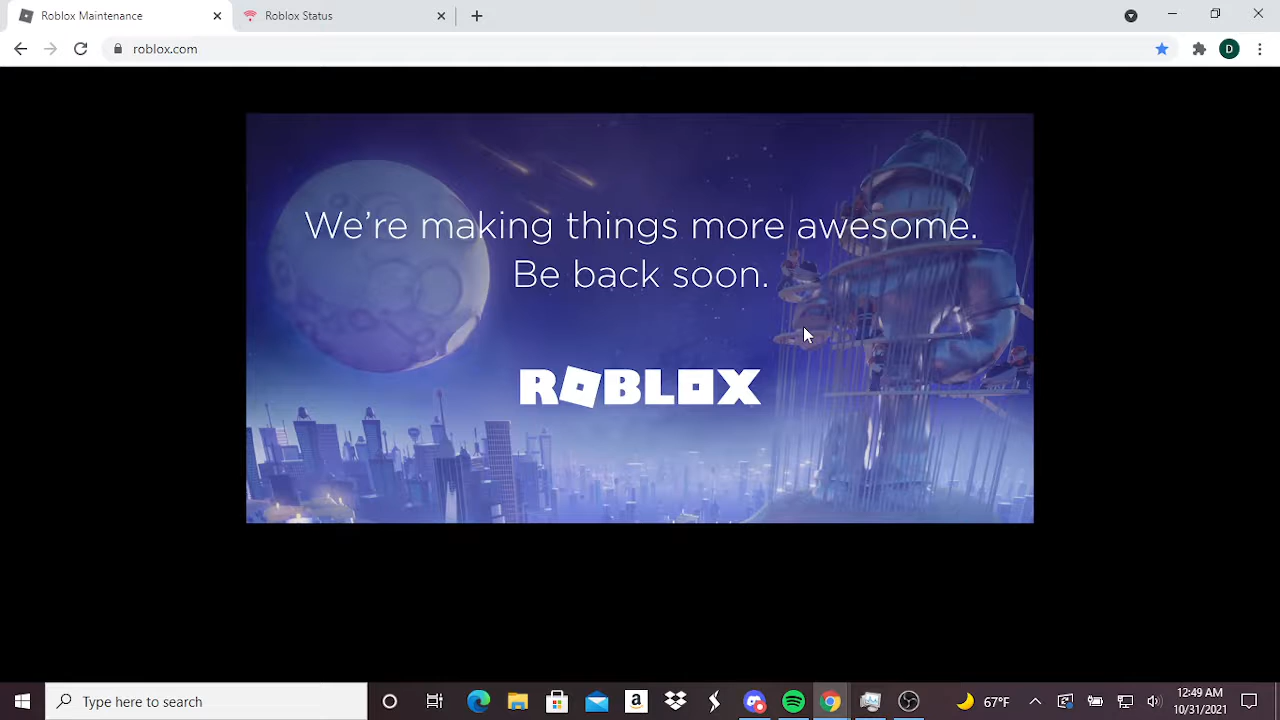 Roblox Maintenance
Roblox Status
roblox.com
D
We're making things more awesome.
Be back soon.
ROBLOX
Type here to search
a
67°F
12:49 AM
10/31/2021